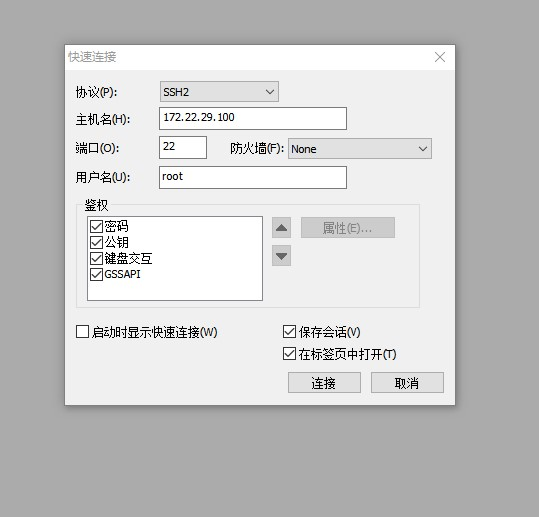 快速连接
协议(P): SSH2
主机名(H): 172.22.29.100
端口(O): 22 防火墙(F): None
用户名(U): root
鉴权
密码
公钥 属性(E)...
键盘交互
GSSAPI
启动时显示快速连接(W) 保存会话(V)
在标签页中打开(T)
连接 取消